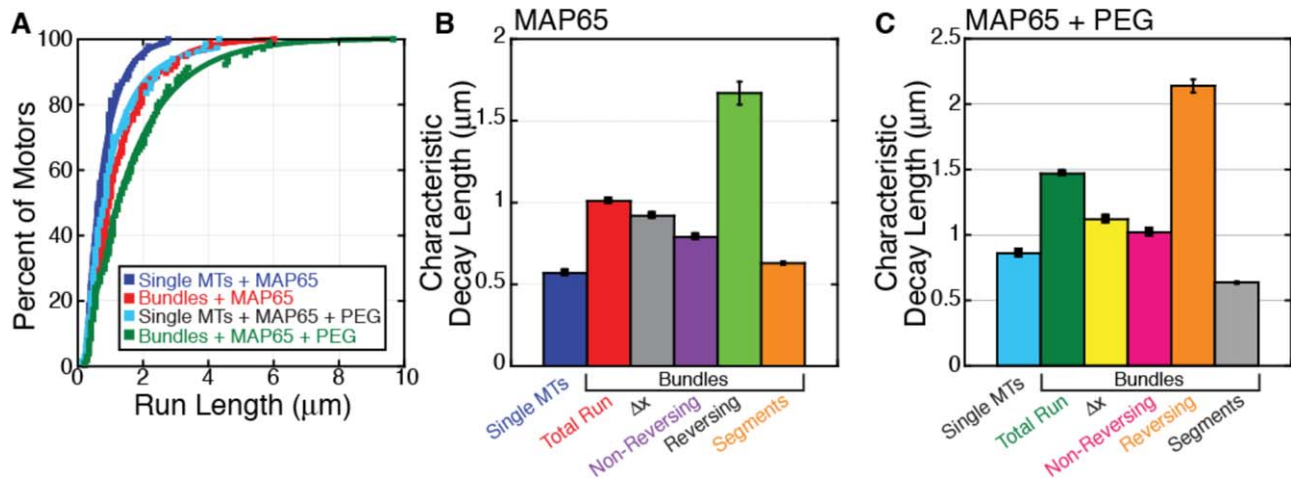 A
100
80
60
40
20
0
Percent of Motors
0 2 4 6 8 10
Run Length (μm)
Single MTs + MAP65
Bundles + MAP65
Single MTs + MAP65 + PEG
Bundles + MAP65 + PEG
B MAP65
2
1.5
1
0.5
0
Characteristic
Decay Length (μm)
Bundles
Single MTs
Total Run
Δx
Non-Reversing
Reversing
Segments
C MAP65 + PEG
2.5
2
1.5
1
0.5
0
Characteristic
Decay Length (μm)
Bundles
Single MTs
Total Run
Δx
Non-Reversing
Reversing
Segments